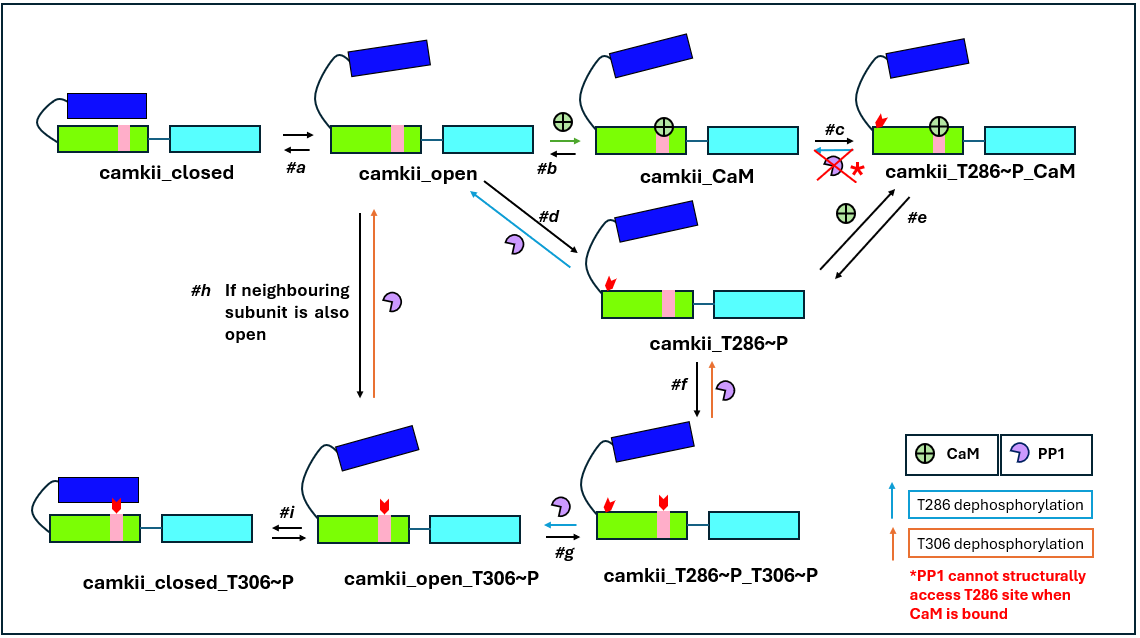 #a
#b
#c
*
camkii_closed
camkii_open
camkii_CaM
camkii_T286~P_CaM
#d
#e
#h If neighbouring
subunit is also
open
camkii_T286~P
#f
#i
#g
camkii_closed_T306~P
camkii_open_T306~P
camkii_T286~P_T306~P
CaM
PP1
T286 dephosphorylation
T306 dephosphorylation
*PP1 cannot structurally
access T286 site when
CaM is bound